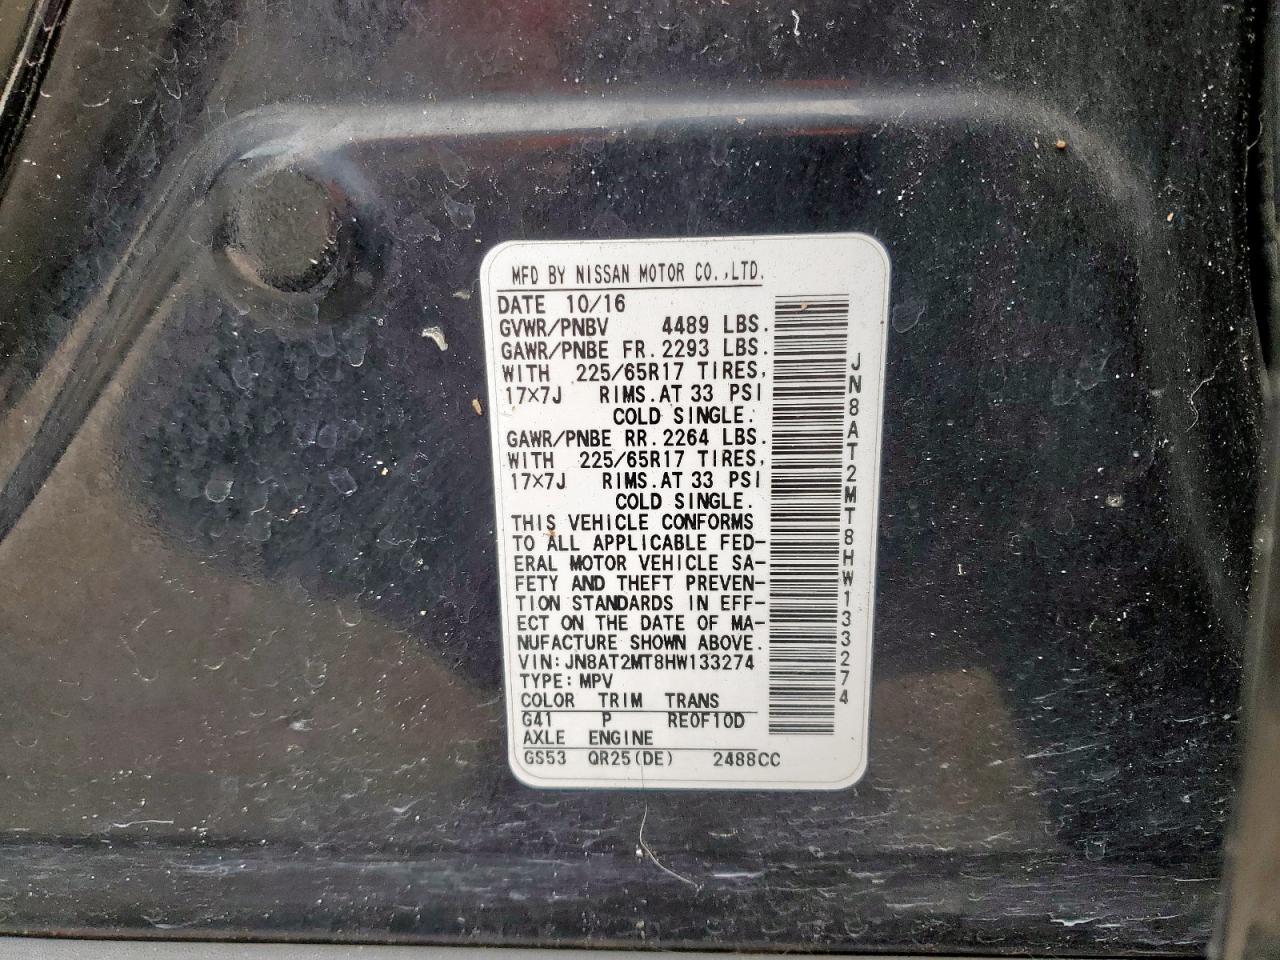 MFD BY NISSAN MOTOR CO.,LTD.
DATE 10/16
GVWR/PNBV 4489 LBS.
GAWR/PNBE FR. 2293 LBS.
WITH 225/65R17 TIRES,
17×7J RIMS. AT 33 PSI
COLD SINGLE.
GAWR/PNBE RR. 2264 LBS.
WITH 225/65R17 TIRES,
17×7J RIMS. AT 33 PSI
COLD SINGLE.
THIS VEHICLE CONFORMS
TO ALL APPLICABLE FED-
ERAL MOTOR VEHICLE SA-
FETY AND THEFT PREVEN-
TION STANDARDS IN EFF-
ECT ON THE DATE OF MA-
NUFACTURE SHOWN ABOVE.
VIN: JN8AT2MT8HW133274
TYPE: MPV
COLOR TRIM TRANS
G41 P RE0F10D
AXLE ENGINE
GS53 QR25(DE) 2488CC
JN8AT2MT8HW133274